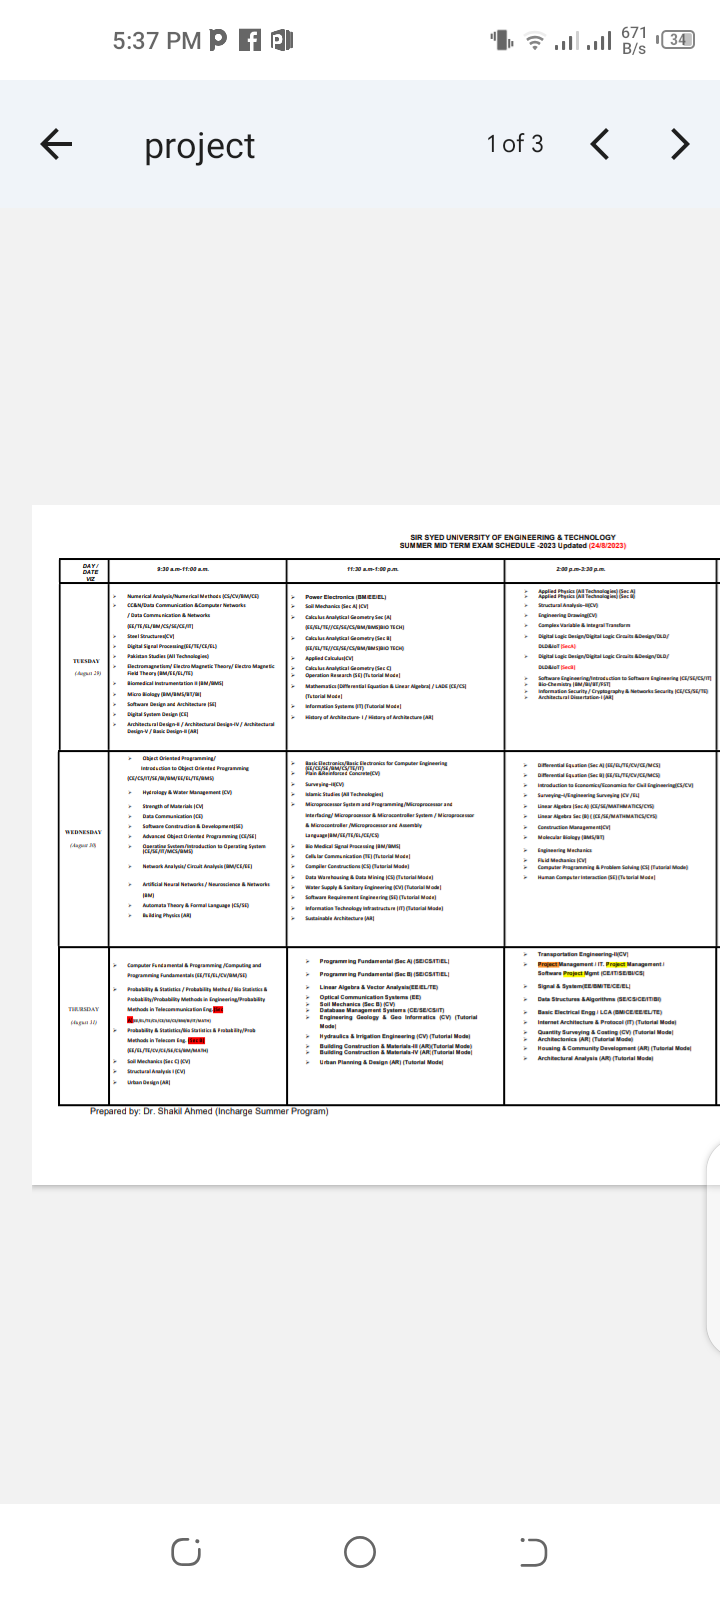 5:37 PM
671 B/s
34
project
1 of 3
SIR SYED UNIVERSITY OF ENGINEERING & TECHNOLOGY
SUMMER MID TERM EXAM SCHEDULE -2023 Updated (24/8/2023)
DAY /
DATE
VIZ
9:30 a.m-11:00 a.m.
11:30 a.m-1:00 p.m.
2:00 p.m-3:30 p.m.
TUESDAY
(August 29)
Numerical Analysis/Numerical Methods (CS/CV/BM/CE)
CC&N/Data Communication &Computer Networks
/ Data Communication & Networks
(EE/TE/EL/BM/CS/SE/CE/IT)
Steel Structures(CV)
Digital Signal Processing(EE/TE/CE/EL)
Pakistan Studies (All Technologies)
Electromagnetism/ Electro Magnetic Theory/ Electro Magnetic
Field Theory (BM/EE/EL/TE)
Biomedical Instrumentation II (BM/BMS)
Micro Biology (BM/BMS/BT/BI)
Software Design and Architecture (SE)
Digital System Design (CE)
Architectural Design-II / Architectural Design-IV / Architectural
Design-V / Basic Design-II (AR)
Power Electronics (BM/EE/EL)
Soil Mechanics (Sec A) (CV)
Calculus Analytical Geometry Sec (A)
(EE/EL/TE//CE/SE/CS/BM/BMS)BIO TECH)
Calculus Analytical Geometry (Sec B)
(EE/EL/TE//CE/SE/CS/BM/BMS)BIO TECH)
Applied Calculus(CV)
Calculus Analytical Geometry (Sec C)
Operation Research (SE) (Tutorial Mode)
Mathematics (Differential Equation & Linear Algebra) / LADE (CE/CS)
(Tutorial Mode)
Information Systems (IT) (Tutorial Mode)
History of Architecture- I / History of Architecture (AR)
Applied Physics (All Technologies) (Sec A)
Applied Physics (All Technologies) (Sec B)
Structural Analysis-II(CV)
Engineering Drawing(CV)
Complex Variable & Integral Transform
Digital Logic Design/Digital Logic Circuits &Design/DLD/
DLD&IoT (SecA)
Digital Logic Design/Digital Logic Circuits &Design/DLD/
DLD&IoT (SecB)
Software Engineering/Introduction to Software Engineering (CE/SE/CS/IT)
Bio-Chemistry (BM/BI/BT/FST)
Information Security / Cryptography & Networks Security (CE/CS/SE/TE)
Architectural Dissertation-I (AR)
WEDNESDAY
(August 30)
Object Oriented Programming/
Introduction to Object Oriented Programming
(CE/CS/IT/SE/BI/BM/EE/EL/TE/BMS)
Hydrology & Water Management (CV)
Strength of Materials (CV)
Data Communication (CE)
Software Construction & Development(SE)
Advanced Object Oriented Programming (CE/SE)
Operating System/Introduction to Operating System
(CE/SE/IT/MCS/BMS)
Network Analysis/ Circuit Analysis (BM/CE/EE)
Artificial Neural Networks / Neuroscience & Networks
(BM)
Automata Theory & Formal Language (CS/SE)
Building Physics (AR)
Basic Electronics/Basic Electronics for Computer Engineering
(EE/CE/SE/BM/CS/TE/IT)
Plain &Reinforced Concrete(CV)
Surveying-II(CV)
Islamic Studies (All Technologies)
Microprocessor System and Programming/Microprocessor and
Interfacing/ Microprocessor & Microcontroller System / Microprocessor
& Microcontroller /Microprocessor and Assembly
Language(BM/EE/TE/EL/CE/CS)
Bio Medical Signal Processing (BM/BMS)
Cellular Communication (TE) (Tutorial Mode)
Compiler Constructions (CS) (Tutorial Mode)
Data Warehousing & Data Mining (CS) (Tutorial Mode)
Water Supply & Sanitary Engineering (CV) (Tutorial Mode)
Software Requirement Engineering (SE) (Tutorial Mode)
Information Technology Infrastructure (IT) (Tutorial Mode)
Sustainable Architecture (AR)
Differential Equation (Sec A) (EE/EL/TE/CV/CE/MCS)
Differential Equation (Sec B) (EE/EL/TE/CV/CE/MCS)
Introduction to Economics/Economics for Civil Engineering(CS/CV)
Surveying-I/Engineering Surveying (CV /EL)
Linear Algebra (Sec A) (CE/SE/MATHMATICS/CYS)
Linear Algebra Sec (B) ( (CE/SE/MATHMATICS/CYS)
Construction Management(CV)
Molecular Biology (BMS/BT)
Engineering Mechanics
Fluid Mechanics (CV)
Computer Programming & Problem Solving (CS) (Tutorial Mode)
Human Computer Interaction (SE) (Tutorial Mode)
THURSDAY
(August 31)
Computer Fundamental & Programming /Computing and
Programming Fundamentals (EE/TE/EL/CV/BM/SE)
Probability & Statistics / Probability Method/ Bio Statistics &
Probability/Probability Methods in Engineering/Probability
Methods in Telecommunication Eng.
Probability & Statistics/Bio Statistics & Probability/Prob
Methods in Telecom Eng.
(EE/EL/TE/CV/CE/SE/CS/BM/MATH)
Soil Mechanics (Sec C) (CV)
Structural Analysis I (CV)
Urban Design (AR)
Programming Fundamental (Sec A) (SE/CS/IT/EL)
Programming Fundamental (Sec B) (SE/CS/IT/EL)
Linear Algebra & Vector Analysis(EE/EL/TE)
Optical Communication Systems (EE)
Soil Mechanics (Sec B) (CV)
Database Management Systems (CE/SE/CS/IT)
Engineering Geology & Geo Informatics (CV) (Tutorial
Mode)
Hydraulics & Irrigation Engineering (CV) (Tutorial Mode)
Building Construction & Materials-III (AR)(Tutorial Mode)
Building Construction & Materials-IV (AR)(Tutorial Mode)
Urban Planning & Design (AR) (Tutorial Mode)
Transportation Engineering-II(CV)
Project Management / IT. Project Management /
Software Project Mgmt (CE/IT/SE/BI/CS)
Signal & System(EE/BM/TE/CE/EL)
Data Structures &Algorithms (SE/CS/CE/IT/BI)
Basic Electrical Engg / LCA (BM/CE/EE/EL/TE)
Internet Architecture & Protocol (IT) (Tutorial Mode)
Quantity Surveying & Costing (CV) (Tutorial Mode)
Architectonics (AR) (Tutorial Mode)
Housing & Community Development (AR) (Tutorial Mode)
Architectural Analysis (AR) (Tutorial Mode)
Prepared by: Dr. Shakil Ahmed (Incharge Summer Program)